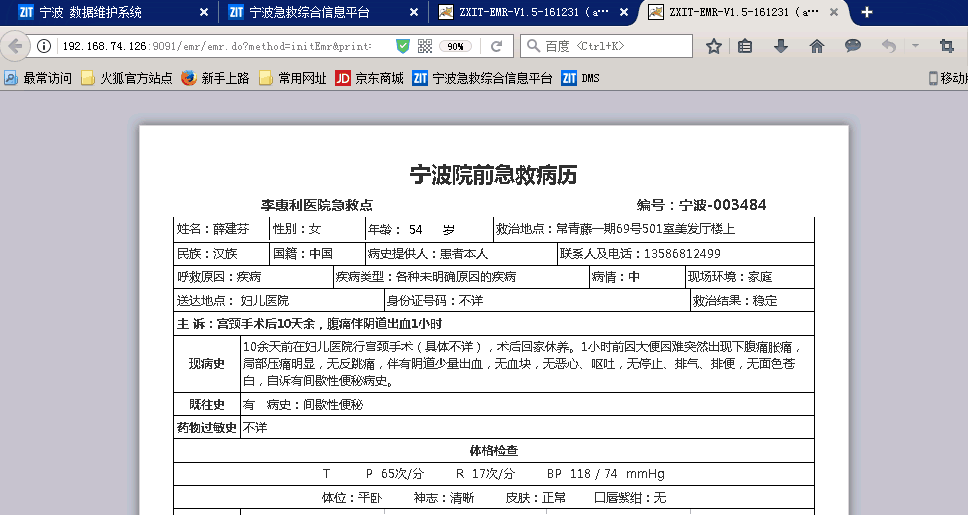 宁波 数据维护系统 × 宁波急救综合信息平台 × ZXIT-EMR-V1.5-161231 (a… × ZXIT-EMR-V1.5-161231 (a… ×
192.168.74.126:9091/emr/emr.do?method=initEmr&print= 90% 百度 <Ctrl+K>
最常访问 火狐官方站点 新手上路 常用网址 JD 京东商城 ZIT 宁波急救综合信息平台 ZIT DMS 移动
宁波院前急救病历
李惠利医院急救点 编号：宁波-003484
姓名：薛建芬 性别：女 年龄： 54 岁 救治地点：常青藤一期69号501室美发厅楼上
民族：汉族 国籍：中国 病史提供人：患者本人 联系人及电话：13586812499
呼救原因：疾病 疾病类型：各种未明确原因的疾病 病情：中 现场环境：家庭
送达地点： 妇儿医院 身份证号码：不详 救治结果：稳定
主 诉：宫颈手术后10天余，腹痛伴阴道出血1小时
现病史 10余天前在妇儿医院行宫颈手术（具体不详），术后回家休养。1小时前因大便困难突然出现下腹痛胀痛，
局部压痛明显，无反跳痛，伴有阴道少量出血，无血块，无恶心、呕吐，无停止、排气、排便，无面色苍
白，自诉有间歇性便秘病史。
既往史 有 病史：间歇性便秘
药物过敏史 不详
体格检查
T P 65次/分 R 17次/分 BP 118 / 74 mmHg
体位：平卧 神志：清晰 皮肤：正常 口唇紫绀：无